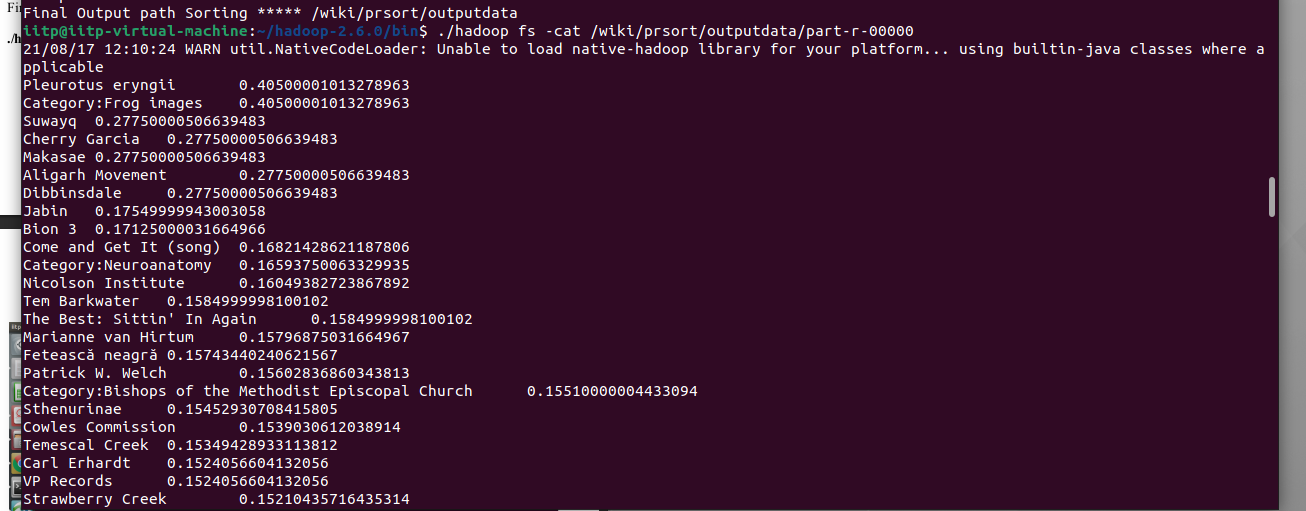 Final Output path Sorting ***** /wiki/prsort/outputdata
iitp@iitp-virtual-machine:~/hadoop-2.6.0/bin$ ./hadoop fs -cat /wiki/prsort/outputdata/part-r-00000
21/08/17 12:10:24 WARN util.NativeCodeLoader: Unable to load native-hadoop library for your platform... using builtin-java classes where a
pplicable
Pleurotus eryngii	0.40500001013278963
Category:Frog images	0.40500001013278963
Suwayq	0.27750000506639483
Cherry Garcia	0.27750000506639483
Makasae	0.27750000506639483
Aligarh Movement	0.27750000506639483
Dibbinsdale	0.27750000506639483
Jabin	0.17549999943003058
Bion 3	0.17125000031664966
Come and Get It (song)	0.16821428621187806
Category:Neuroanatomy	0.16593750063329935
Nicolson Institute	0.16049382723867892
Tem Barkwater	0.1584999998100102
The Best: Sittin' In Again	0.1584999998100102
Marianne van Hirtum	0.15796875031664967
Fetească neagră	0.15743440240621567
Patrick W. Welch	0.15602836860343813
Category:Bishops of the Methodist Episcopal Church	0.15510000004433094
Sthenurinae	0.15452930708415805
Cowles Commission	0.1539030612038914
Temescal Creek	0.15349428933113812
Carl Erhardt	0.1524056604132056
VP Records	0.1524056604132056
Strawberry Creek	0.15210435716435314